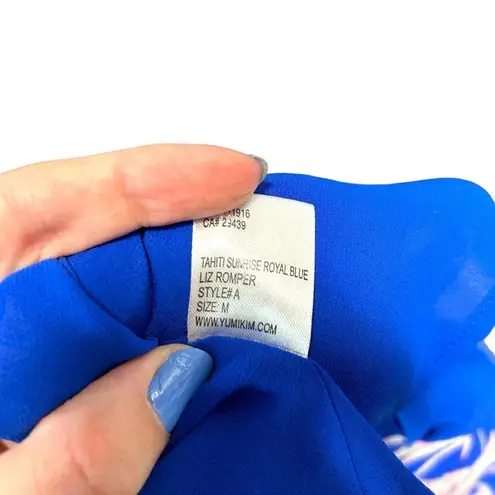 1916
CA# 29439
TAHITI SUNRISE ROYAL BLUE
LIZ ROMPER
STYLE# A
SIZE: M
WWW.YUMIKIM.COM